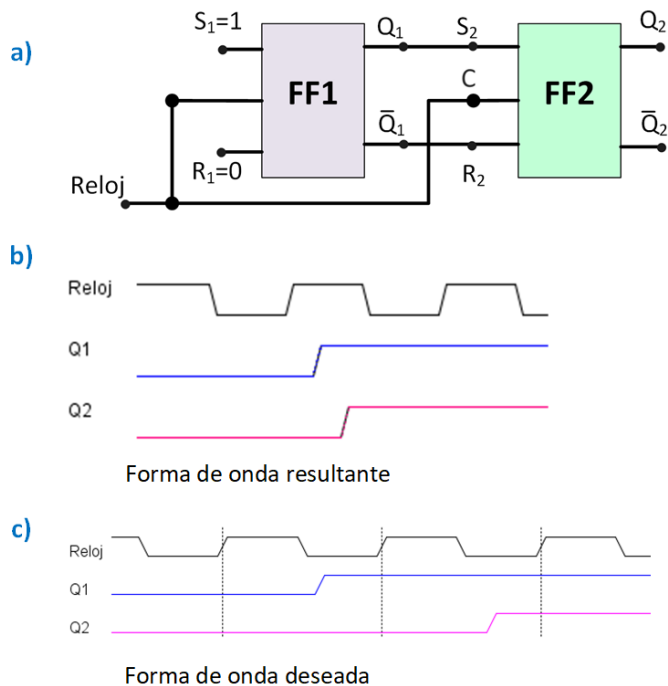 a)
S₁=1
Q₁
S₂
Q₂
FF1
C
FF2
Q̅₁
Q̅₂
R₁=0
R₂
Reloj
b)
Reloj
Q1
Q2
Forma de onda resultante
c)
Reloj
Q1
Q2
Forma de onda deseada